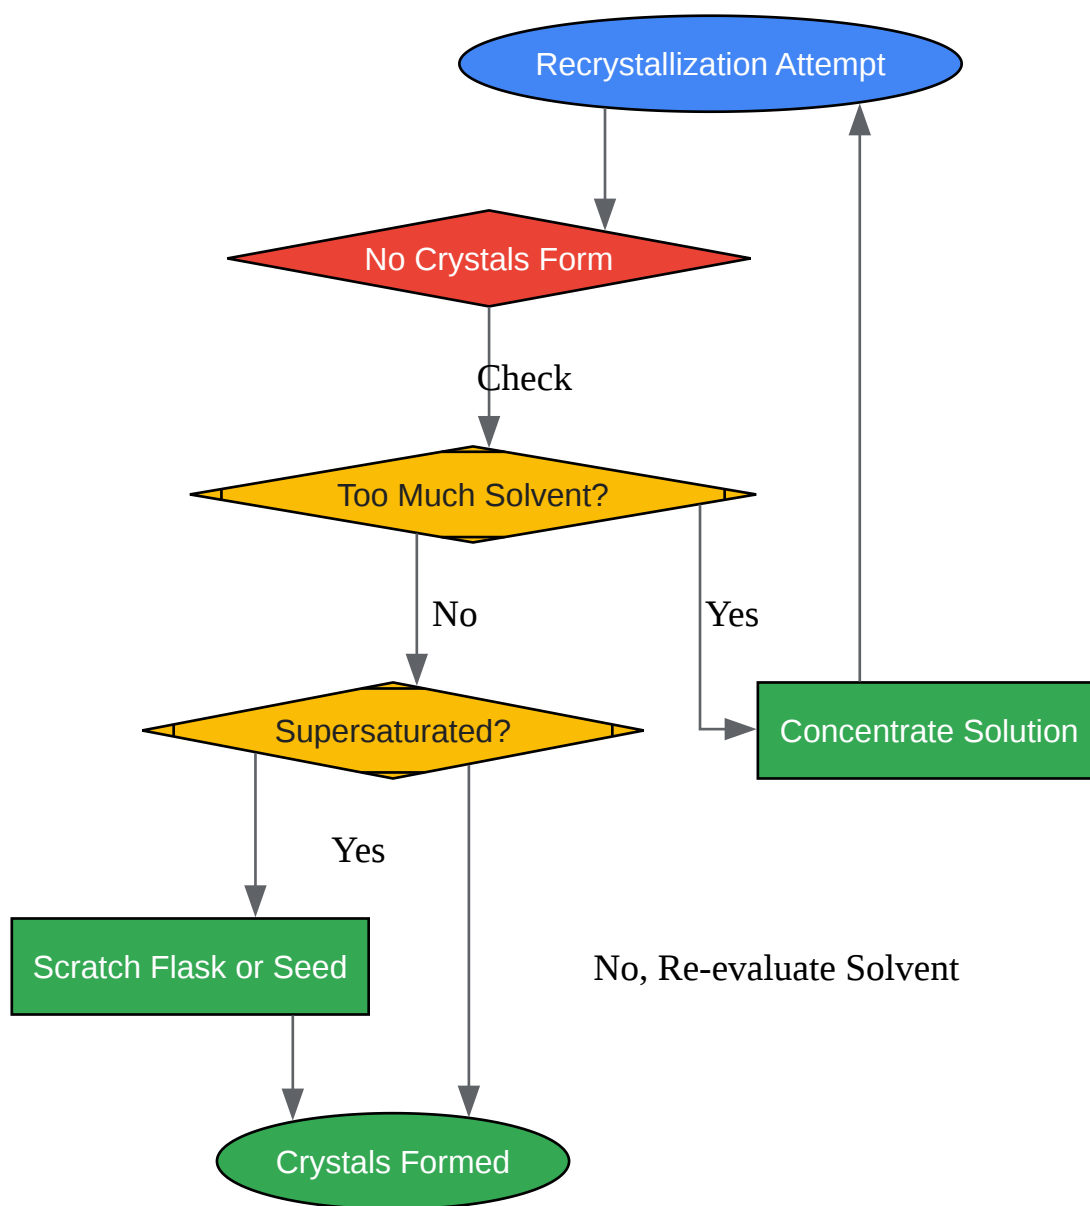 Recrystallization Attempt
No Crystals Form
Check
Too Much Solvent?
No
Yes
Supersaturated?
Concentrate Solution
Yes
Scratch Flask or Seed
No, Re-evaluate Solvent
Crystals Formed